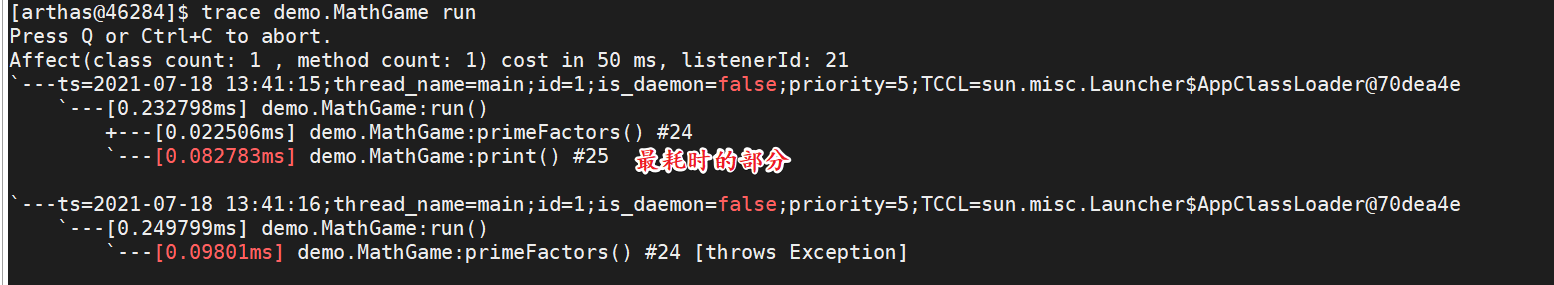 [arthas@46284]$ trace demo.MathGame run
Press Q or Ctrl+C to abort.
Affect(class count: 1 , method count: 1) cost in 50 ms, listenerId: 21
`---ts=2021-07-18 13:41:15;thread_name=main;id=1;is_daemon=false;priority=5;TCCL=sun.misc.Launcher$AppClassLoader@70dea4e
    `---[0.232798ms] demo.MathGame:run()
        +---[0.022506ms] demo.MathGame:primeFactors() #24
        `---[0.082783ms] demo.MathGame:print() #25  最耗时的部分
`---ts=2021-07-18 13:41:16;thread_name=main;id=1;is_daemon=false;priority=5;TCCL=sun.misc.Launcher$AppClassLoader@70dea4e
    `---[0.249799ms] demo.MathGame:run()
        `---[0.09801ms] demo.MathGame:primeFactors() #24 [throws Exception]